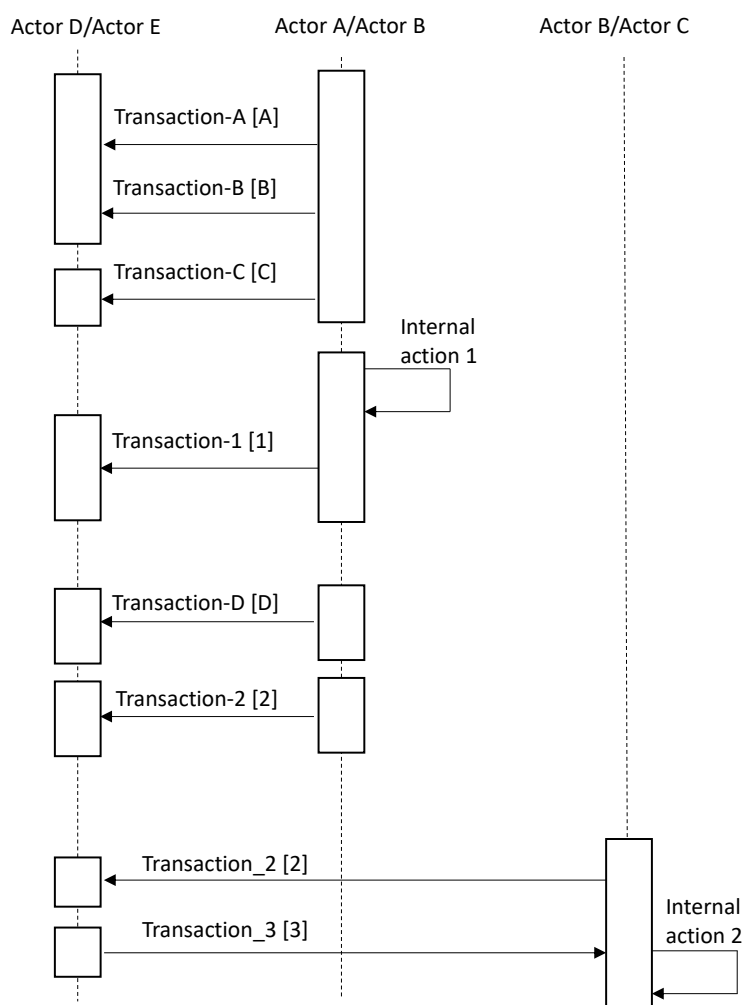 Actor D/Actor E
Actor A/Actor B
Actor B/Actor C
Transaction-A [A]
Transaction-B [B]
Transaction-C [C]
Internal
action 1
Transaction-1 [1]
Transaction-D [D]
Transaction-2 [2]
Transaction_2 [2]
Transaction_3 [3]
Internal
action 2